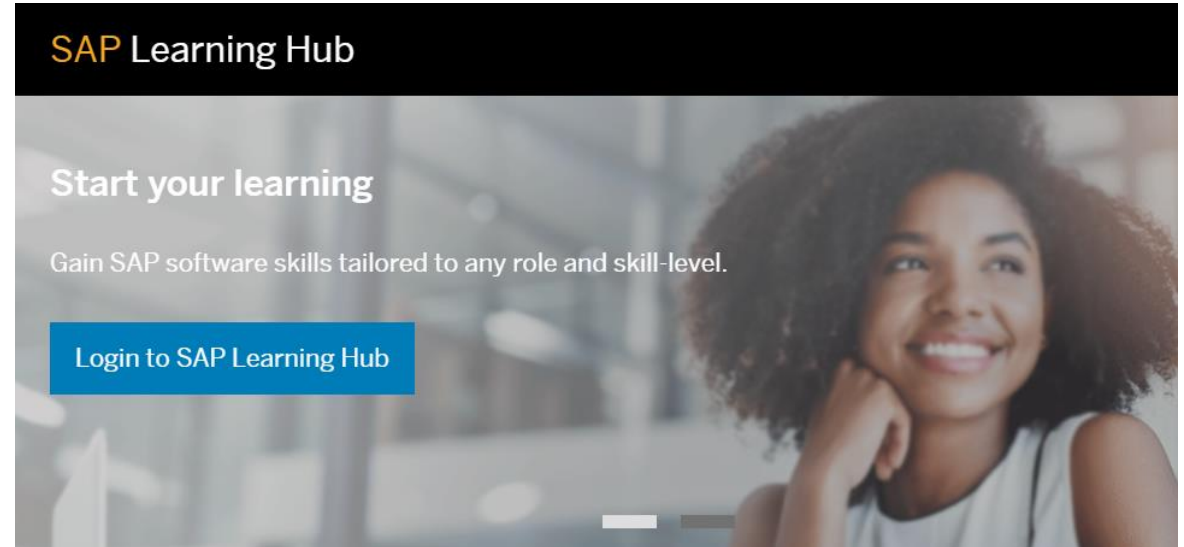 SAP Learning Hub
Start your learning
Gain SAP software skills tailored to any role and skill-level.
Login to SAP Learning Hub